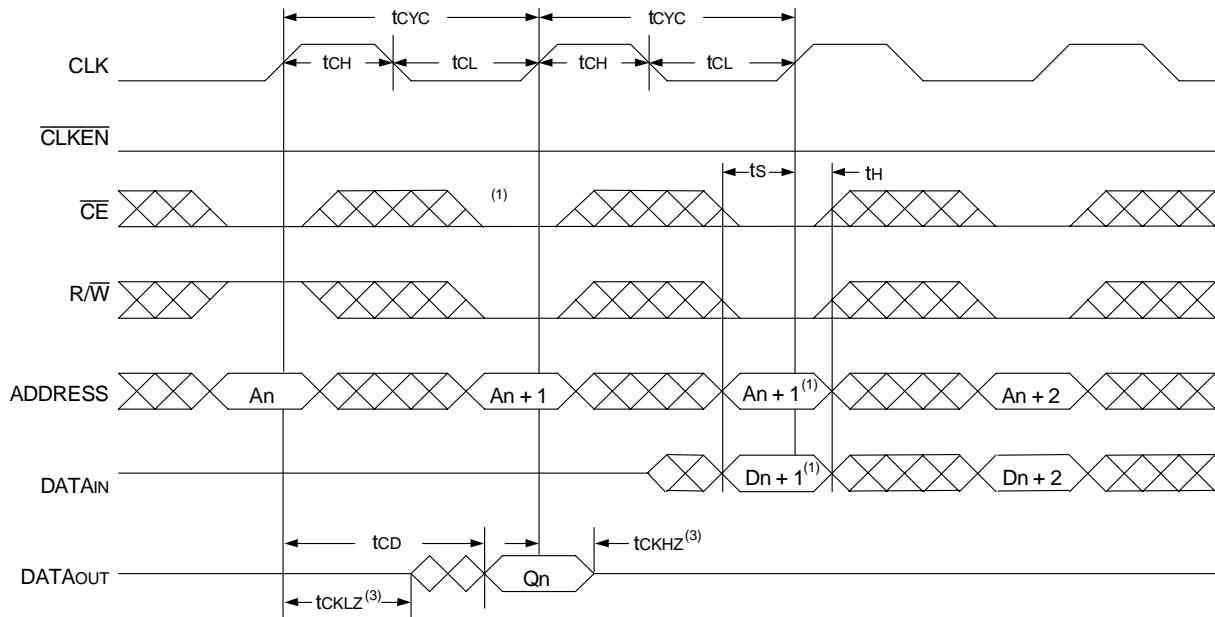 tCYC tCYC
CLK tCH tCL tCH tCL
CLKEN
tS tH
CE (1)
R/W
ADDRESS An An + 1 An + 1(1) An + 2
DATAIN Dn + 1(1) Dn + 2
tCD tCKHZ(3)
DATAOUT Qn
tCKLZ(3)